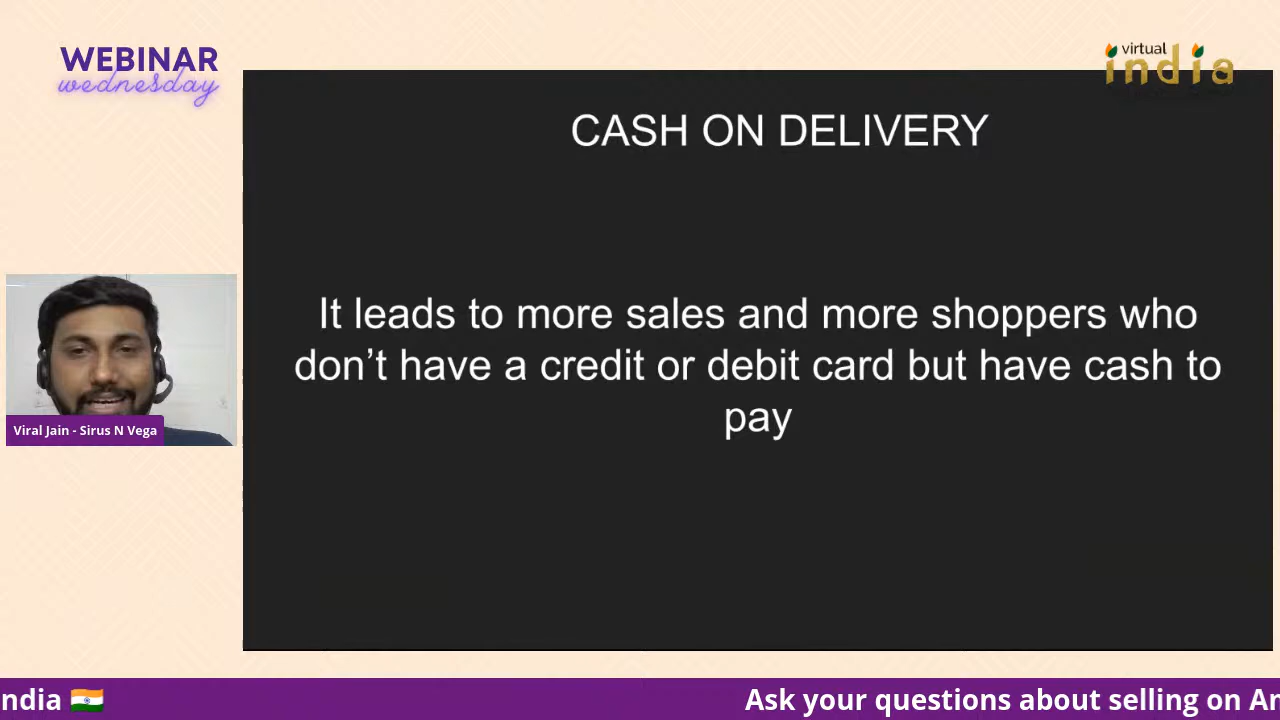 WEBINAR
wednesday
virtual
india
CASH ON DELIVERY
It leads to more sales and more shoppers who
don’t have a credit or debit card but have cash to
pay
Viral Jain - Sirus N Vega
ndia 🇮🇳 Ask your questions about selling on Am